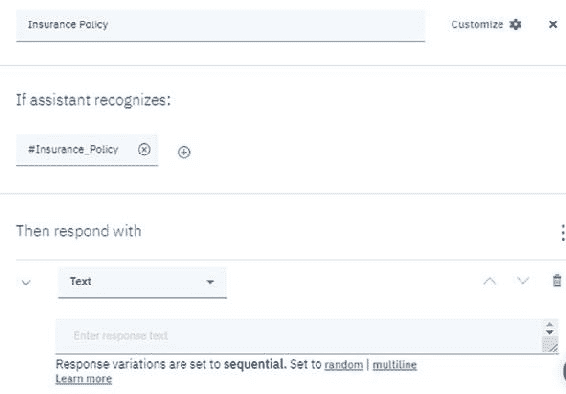 Insurance Policy Customize
If assistant recognizes:
#Insurance_Policy
Then respond with
Text
Enter response text
Response variations are set to sequential. Set to random | multiline
Learn more